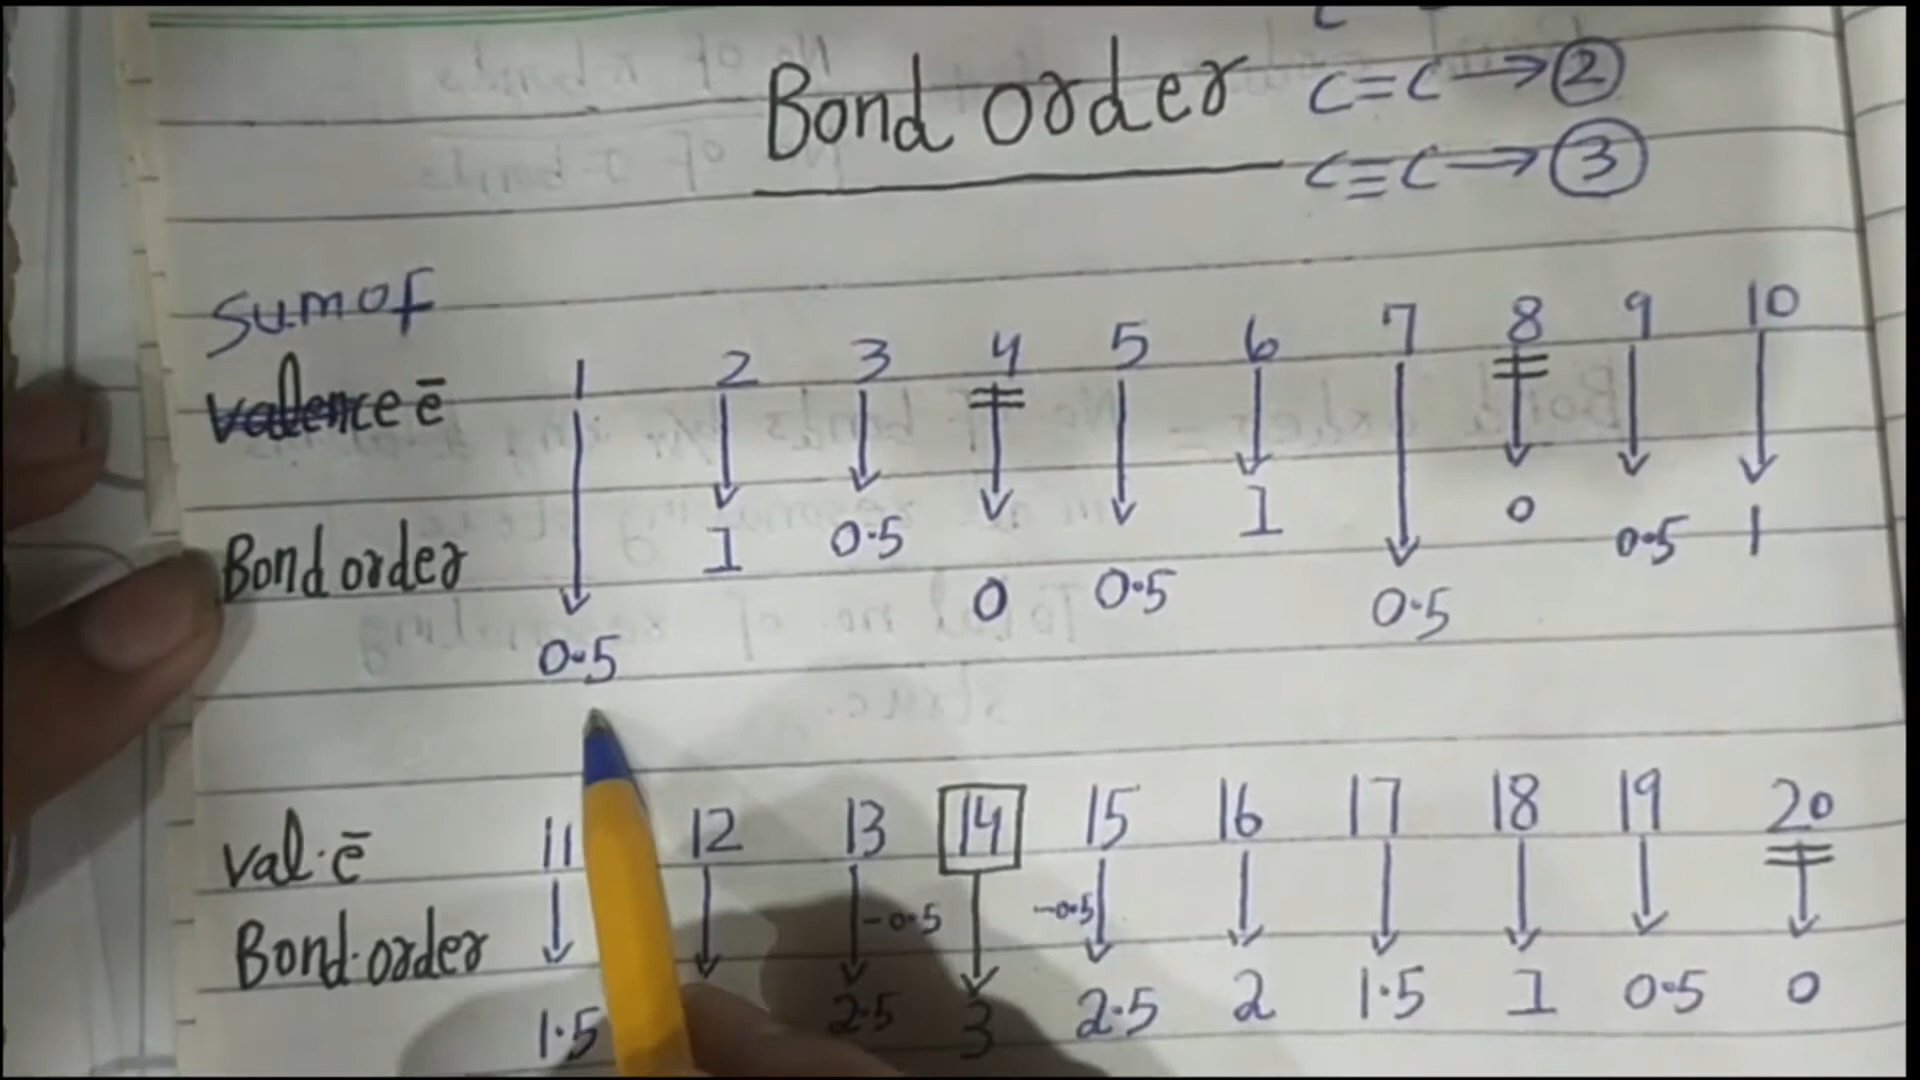 Bond order
C=C→2
C≡C→3
Sum of
valence ē 1 2 3 4 5 6 7 8 9 10
Bond order 0.5 1 0.5 0 0.5 1 0.5 0 0.5 1
val. ē 11 12 13 14 15 16 17 18 19 20
-0.5 -0.5
Bond order 1.5 2.5 3 2.5 2 1.5 1 0.5 0